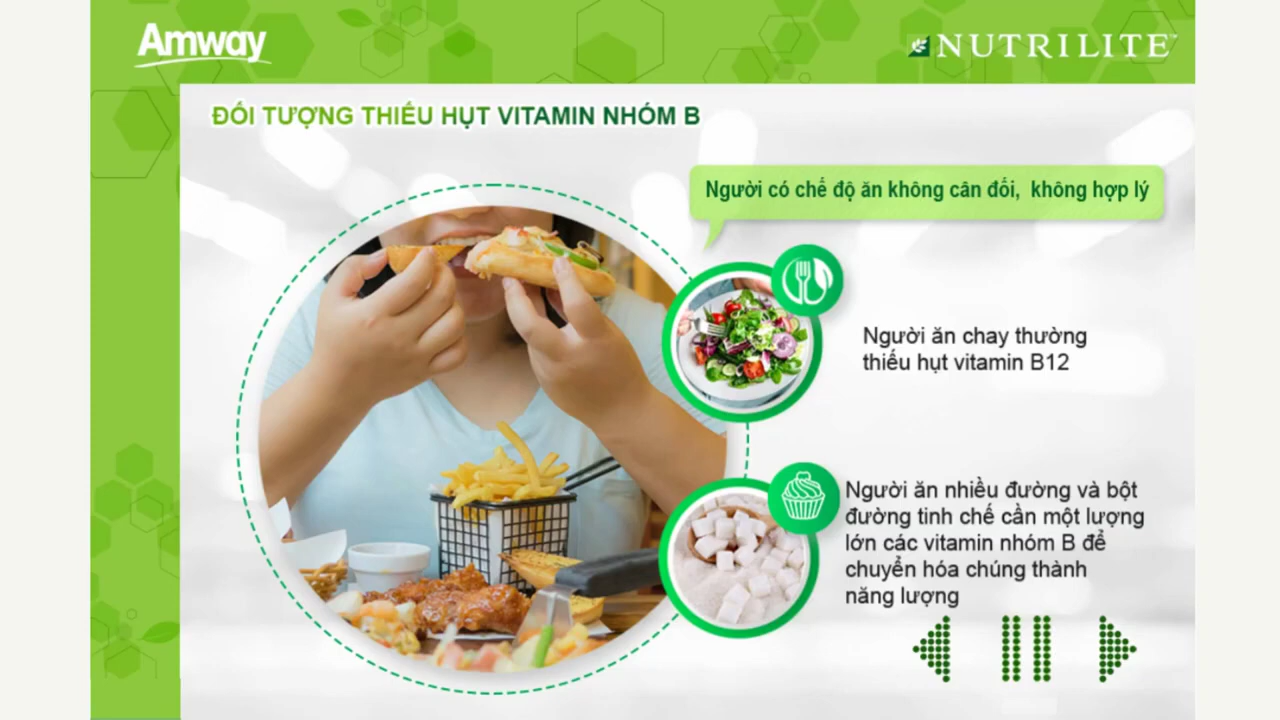 Amway
NUTRILITE™
ĐỐI TƯỢNG THIẾU HỤT VITAMIN NHÓM B
Người có chế độ ăn không cân đối, không hợp lý
Người ăn chay thường
thiếu hụt vitamin B12
Người ăn nhiều đường và bột
đường tinh chế cần một lượng
lớn các vitamin nhóm B để
chuyển hóa chúng thành
năng lượng